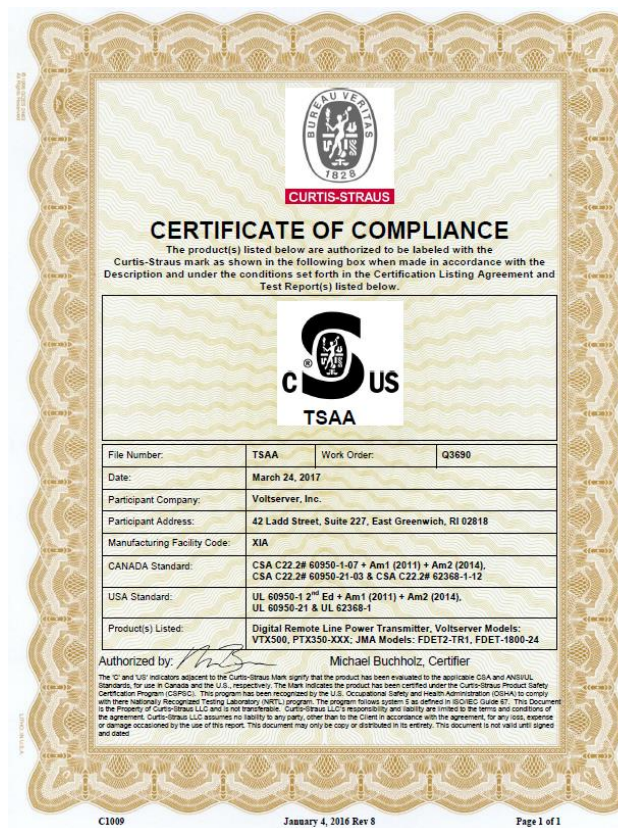 BUREAU VERITAS
1828
CURTIS-STRAUS
CERTIFICATE OF COMPLIANCE
The product(s) listed below are authorized to be labeled with the
Curtis-Straus mark as shown in the following box when made in accordance with the
Description and under the conditions set forth in the Certification Listing Agreement and
Test Report(s) listed below.
C S US
®
TSAA
File Number: TSAA Work Order: Q3690
Date: March 24, 2017
Participant Company: Voltserver, Inc.
Participant Address: 42 Ladd Street, Suite 227, East Greenwich, RI 02818
Manufacturing Facility Code: XIA
CANADA Standard: CSA C22.2# 60950-1-07 + Am1 (2011) + Am2 (2014),
CSA C22.2# 60950-21-03 & CSA C22.2# 62368-1-12
USA Standard: UL 60950-1 2nd Ed + Am1 (2011) + Am2 (2014),
UL 60950-21 & UL 62368-1
Product(s) Listed: Digital Remote Line Power Transmitter, Voltserver Models:
VTX500, PTX350-XXX; JMA Models: FDET2-TR1, FDET-1800-24
Authorized by: Michael Buchholz, Certifier
The 'C' and 'US' indicators adjacent to the Curtis-Straus Mark signify that the product has been evaluated to the applicable CSA and ANSI/UL
Standards, for use in Canada and the U.S., respectively. The Mark indicates the product has been certified under the Curtis-Straus Product Safety
Certification Program (CSPSC). This program has been recognized by the U.S. Occupational Safety and Health Administration (OSHA) to comply
with there Nationally Recognized Testing Laboratory (NRTL) program. The program follows system 5 as defined in ISO/IEC Guide 67. This Document
is the Property of Curtis-Straus LLC and is not transferable. Curtis-Straus LLC's responsibility and liability are limited to the terms and conditions of
the agreement. Curtis-Straus LLC assumes no liability to any party, other than to the Client in accordance with the agreement, for any loss, expense
or damage occasioned by the use of this report. This document may only be copied or distributed in its entirety. This document is not valid until signed
and dated
C1009 January 4, 2016 Rev 8 Page 1 of 1